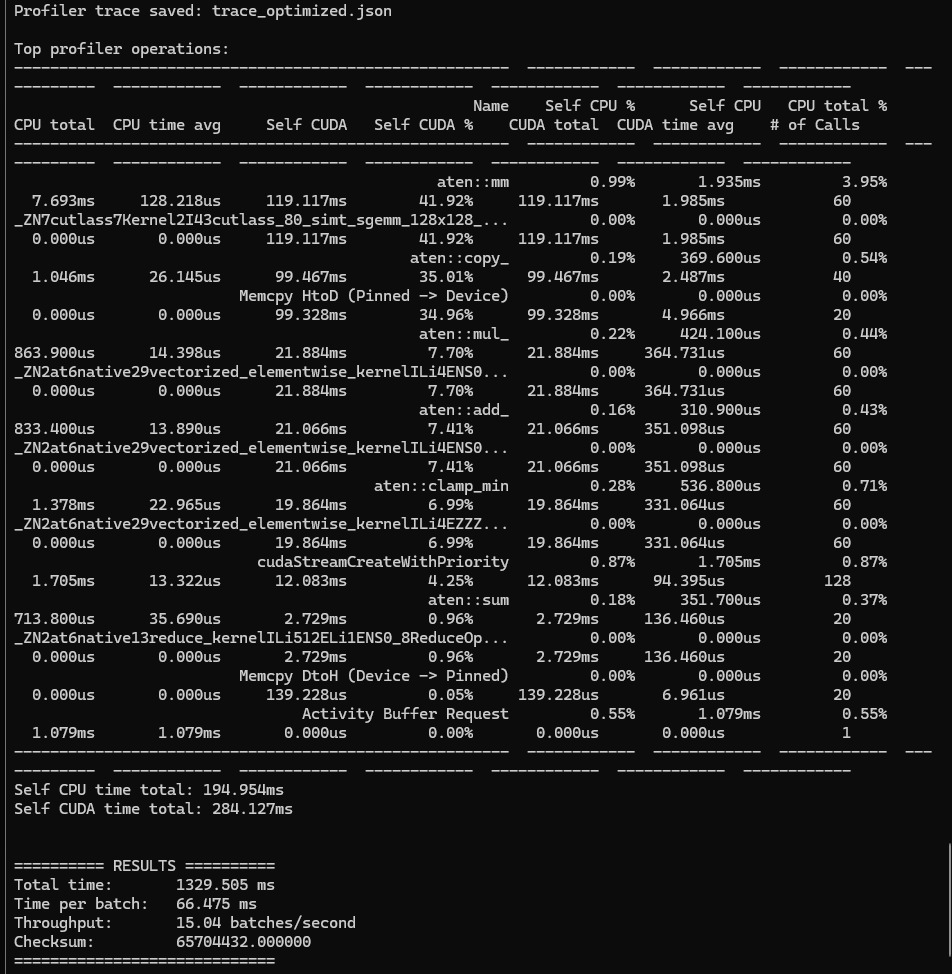 Profiler trace saved: trace_optimized.json
Top profiler operations:
-------------------------------------------------------  ------------  ------------  ------------  ---
---------  ------------  ------------  ------------  ------------  ------------  ------------
Name    Self CPU %      Self CPU   CPU total %
CPU total  CPU time avg     Self CUDA   Self CUDA %    CUDA total  CUDA time avg    # of Calls
-------------------------------------------------------  ------------  ------------  ------------  ---
---------  ------------  ------------  ------------  ------------  ------------  ------------
aten::mm         0.99%       1.935ms         3.95%
7.693ms     128.218us     119.117ms        41.92%     119.117ms       1.985ms            60
_ZN7cutlass7Kernel2I43cutlass_80_simt_sgemm_128x128_...         0.00%       0.000us         0.00%
0.000us       0.000us     119.117ms        41.92%     119.117ms       1.985ms            60
aten::copy_         0.19%     369.600us         0.54%
1.046ms      26.145us      99.467ms        35.01%      99.467ms       2.487ms            40
Memcpy HtoD (Pinned -> Device)         0.00%       0.000us         0.00%
0.000us       0.000us      99.328ms        34.96%      99.328ms       4.966ms            20
aten::mul_         0.22%     424.100us         0.44%
863.900us      14.398us      21.884ms         7.70%      21.884ms     364.731us            60
_ZN2at6native29vectorized_elementwise_kernelILi4ENS0...         0.00%       0.000us         0.00%
0.000us       0.000us      21.884ms         7.70%      21.884ms     364.731us            60
aten::add_         0.16%     310.900us         0.43%
833.400us      13.890us      21.066ms         7.41%      21.066ms     351.098us            60
_ZN2at6native29vectorized_elementwise_kernelILi4ENS0...         0.00%       0.000us         0.00%
0.000us       0.000us      21.066ms         7.41%      21.066ms     351.098us            60
aten::clamp_min         0.28%     536.800us         0.71%
1.378ms      22.965us      19.864ms         6.99%      19.864ms     331.064us            60
_ZN2at6native29vectorized_elementwise_kernelILi4EZZZ...         0.00%       0.000us         0.00%
0.000us       0.000us      19.864ms         6.99%      19.864ms     331.064us            60
cudaStreamCreateWithPriority         0.87%       1.705ms         0.87%
1.705ms      13.322us      12.083ms         4.25%      12.083ms      94.395us           128
aten::sum         0.18%     351.700us         0.37%
713.800us      35.690us       2.729ms         0.96%       2.729ms     136.460us            20
_ZN2at6native13reduce_kernelILi512ELi1ENS0_8ReduceOp...         0.00%       0.000us         0.00%
0.000us       0.000us       2.729ms         0.96%       2.729ms     136.460us            20
Memcpy DtoH (Device -> Pinned)         0.00%       0.000us         0.00%
0.000us       0.000us     139.228us         0.05%     139.228us       6.961us            20
Activity Buffer Request         0.55%       1.079ms         0.55%
1.079ms       1.079ms       0.000us         0.00%       0.000us       0.000us             1
-------------------------------------------------------  ------------  ------------  ------------  ---
---------  ------------  ------------  ------------  ------------  ------------  ------------
Self CPU time total: 194.954ms
Self CUDA time total: 284.127ms
========== RESULTS ==========
Total time:       1329.505 ms
Time per batch:   66.475 ms
Throughput:       15.04 batches/second
Checksum:         65704432.000000
=============================